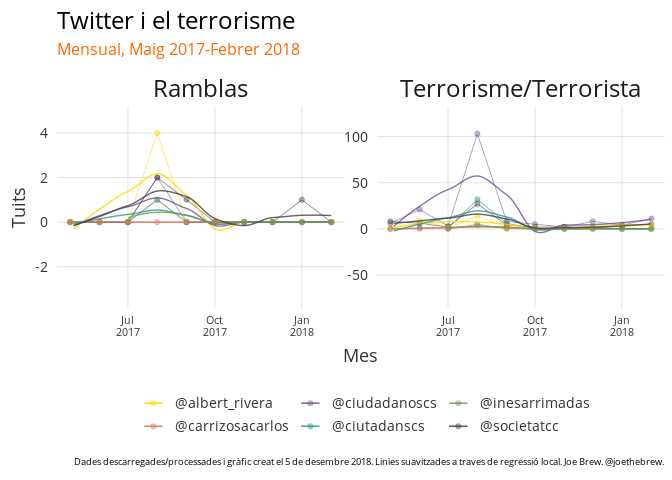 Twitter i el terrorisme
Mensual, Maig 2017-Febrer 2018
Ramblas
Terrorisme/Terrorista
Tuits
4
2
0
-2
100
50
0
-50
Jul
2017
Oct
2017
Jan
2018
Jul
2017
Oct
2017
Jan
2018
Mes
@albert_rivera
@ciudadanoscs
@inesarrimadas
@carrizosacarlos
@ciutadanscs
@societatcc
Dades descarregades/processades i gràfic creat el 5 de desembre 2018. Linies suavitzades a traves de regressió local. Joe Brew. @joethebrew.